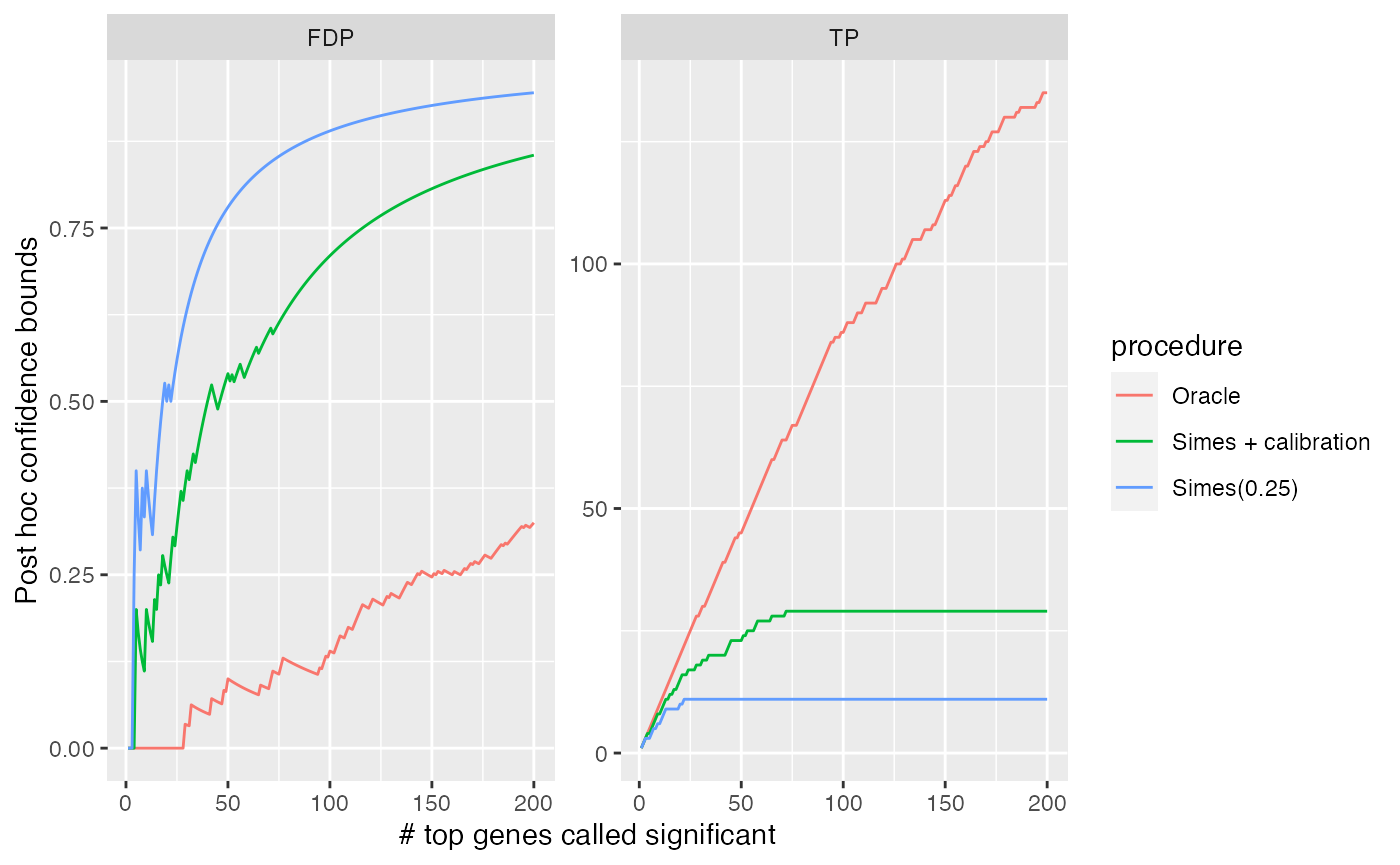 FDP
TP
Post hoc confidence bounds
0.75
0.50
0.25
0.00
0
50
100
150
200
100
50
0
0
50
100
150
200
# top genes called significant
procedure
Oracle
Simes + calibration
Simes(0.25)